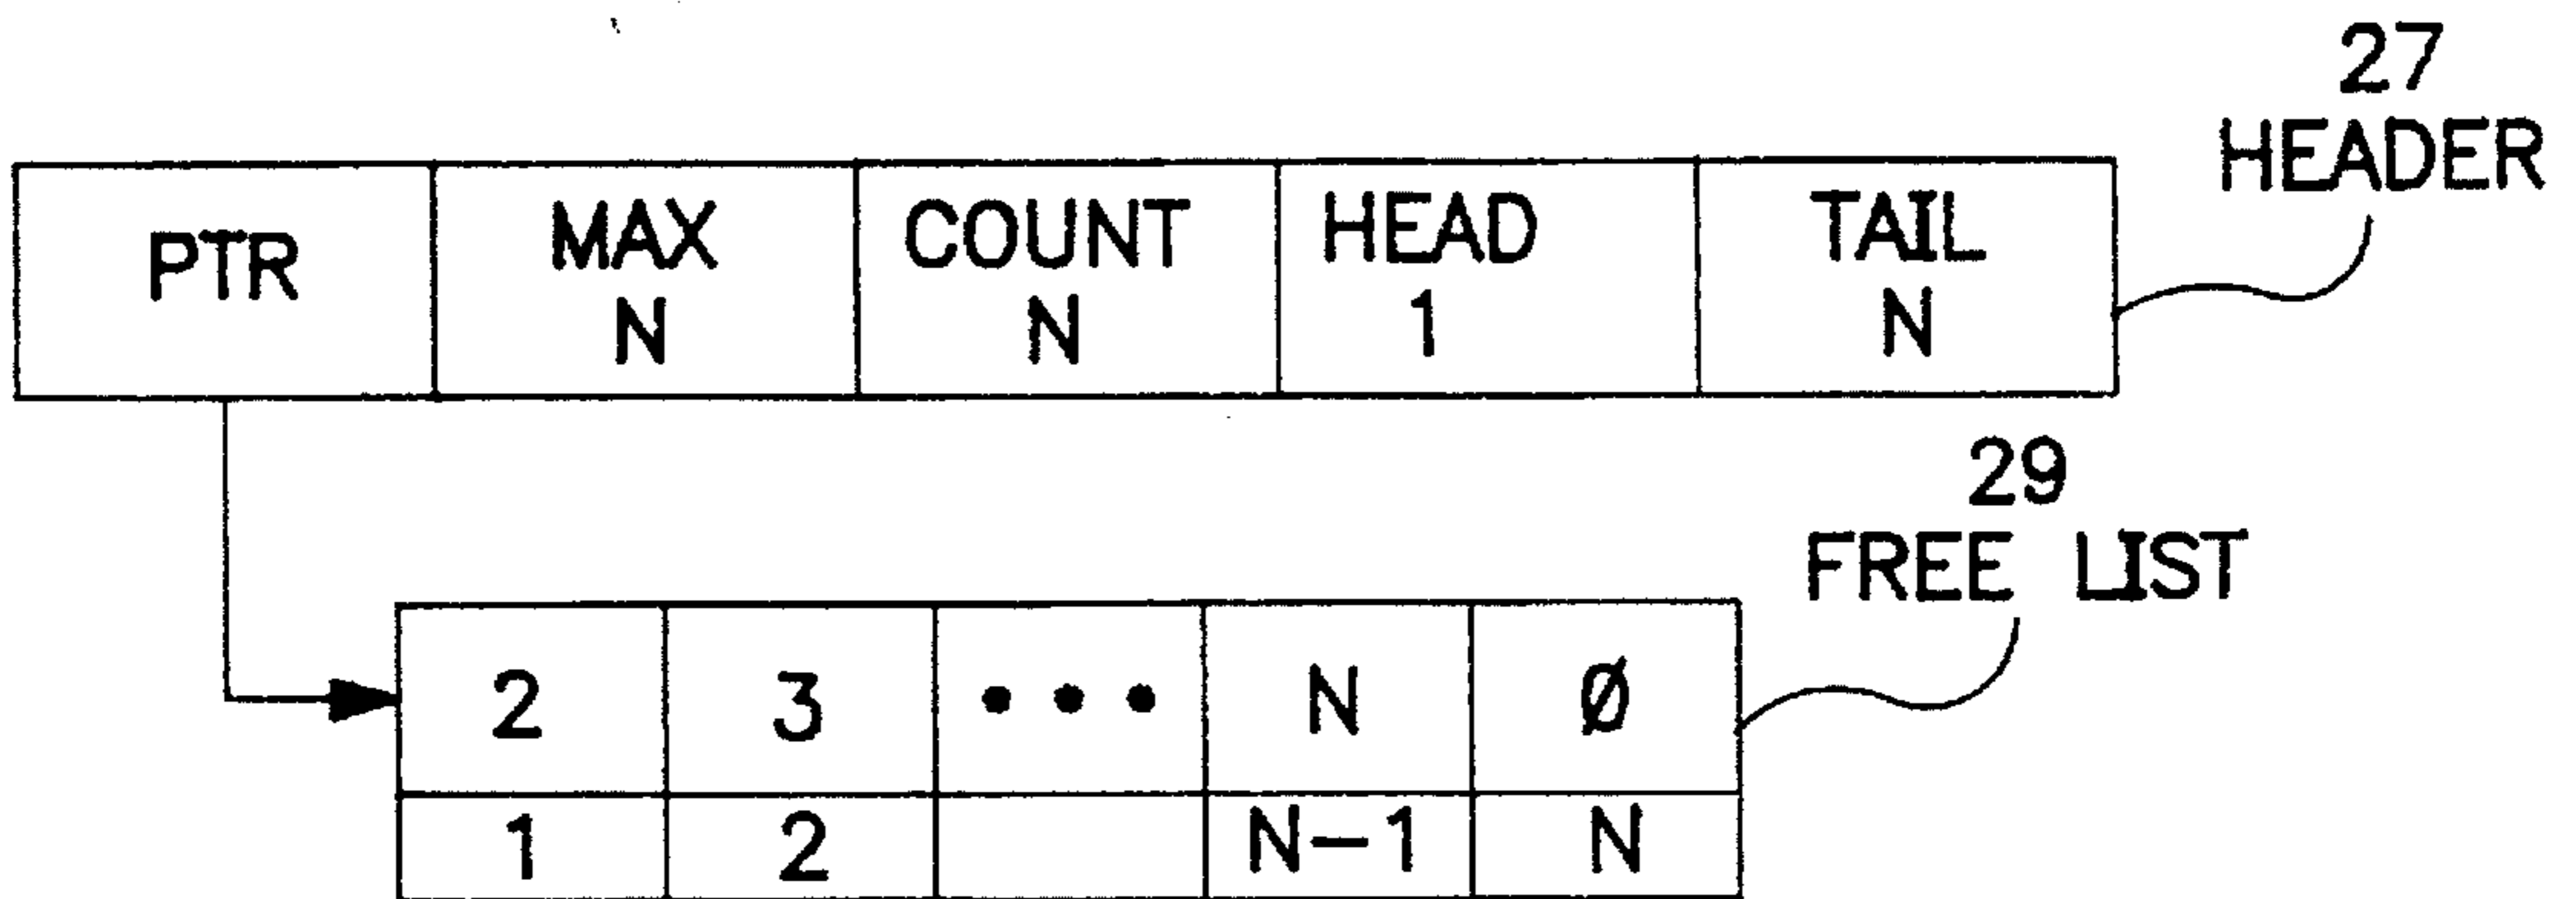 27
HEADER
PTR MAX COUNT HEAD TAIL
N N 1 N
29
FREE LIST
2 3 • • • N Ø
1 2 N-1 N